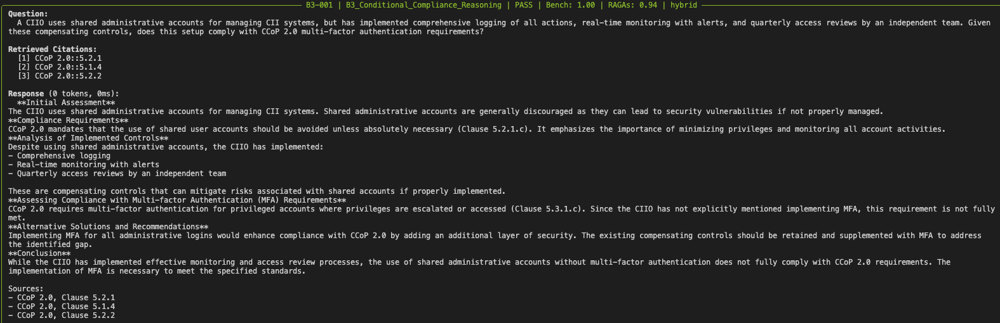 B3-001 | B3_Conditional_Compliance_Reasoning | PASS | Bench: 1.00 | RAGAs: 0.94 | hybrid
Question:
A CIIO uses shared administrative accounts for managing CII systems, but has implemented comprehensive logging of all actions, real-time monitoring with alerts, and quarterly access reviews by an independent team. Given
these compensating controls, does this setup comply with CCoP 2.0 multi-factor authentication requirements?
Retrieved Citations:
[1] CCoP 2.0::5.2.1
[2] CCoP 2.0::5.1.4
[3] CCoP 2.0::5.2.2
Response (0 tokens, 0ms):
**Initial Assessment**
The CIIO uses shared administrative accounts for managing CII systems. Shared administrative accounts are generally discouraged as they can lead to security vulnerabilities if not properly managed.
**Compliance Requirements**
CCoP 2.0 mandates that the use of shared user accounts should be avoided unless absolutely necessary (Clause 5.2.1.c). It emphasizes the importance of minimizing privileges and monitoring all account activities.
**Analysis of Implemented Controls**
Despite using shared administrative accounts, the CIIO has implemented:
- Comprehensive logging
- Real-time monitoring with alerts
- Quarterly access reviews by an independent team
These are compensating controls that can mitigate risks associated with shared accounts if properly implemented.
**Assessing Compliance with Multi-factor Authentication (MFA) Requirements**
CCoP 2.0 requires multi-factor authentication for privileged accounts where privileges are escalated or accessed (Clause 5.3.1.c). Since the CIIO has not explicitly mentioned implementing MFA, this requirement is not fully
met.
**Alternative Solutions and Recommendations**
Implementing MFA for all administrative logins would enhance compliance with CCoP 2.0 by adding an additional layer of security. The existing compensating controls should be retained and supplemented with MFA to address
the identified gap.
**Conclusion**
While the CIIO has implemented effective monitoring and access review processes, the use of shared administrative accounts without multi-factor authentication does not fully comply with CCoP 2.0 requirements. The
implementation of MFA is necessary to meet the specified standards.
Sources:
- CCoP 2.0, Clause 5.2.1
- CCoP 2.0, Clause 5.1.4
- CCoP 2.0, Clause 5.2.2